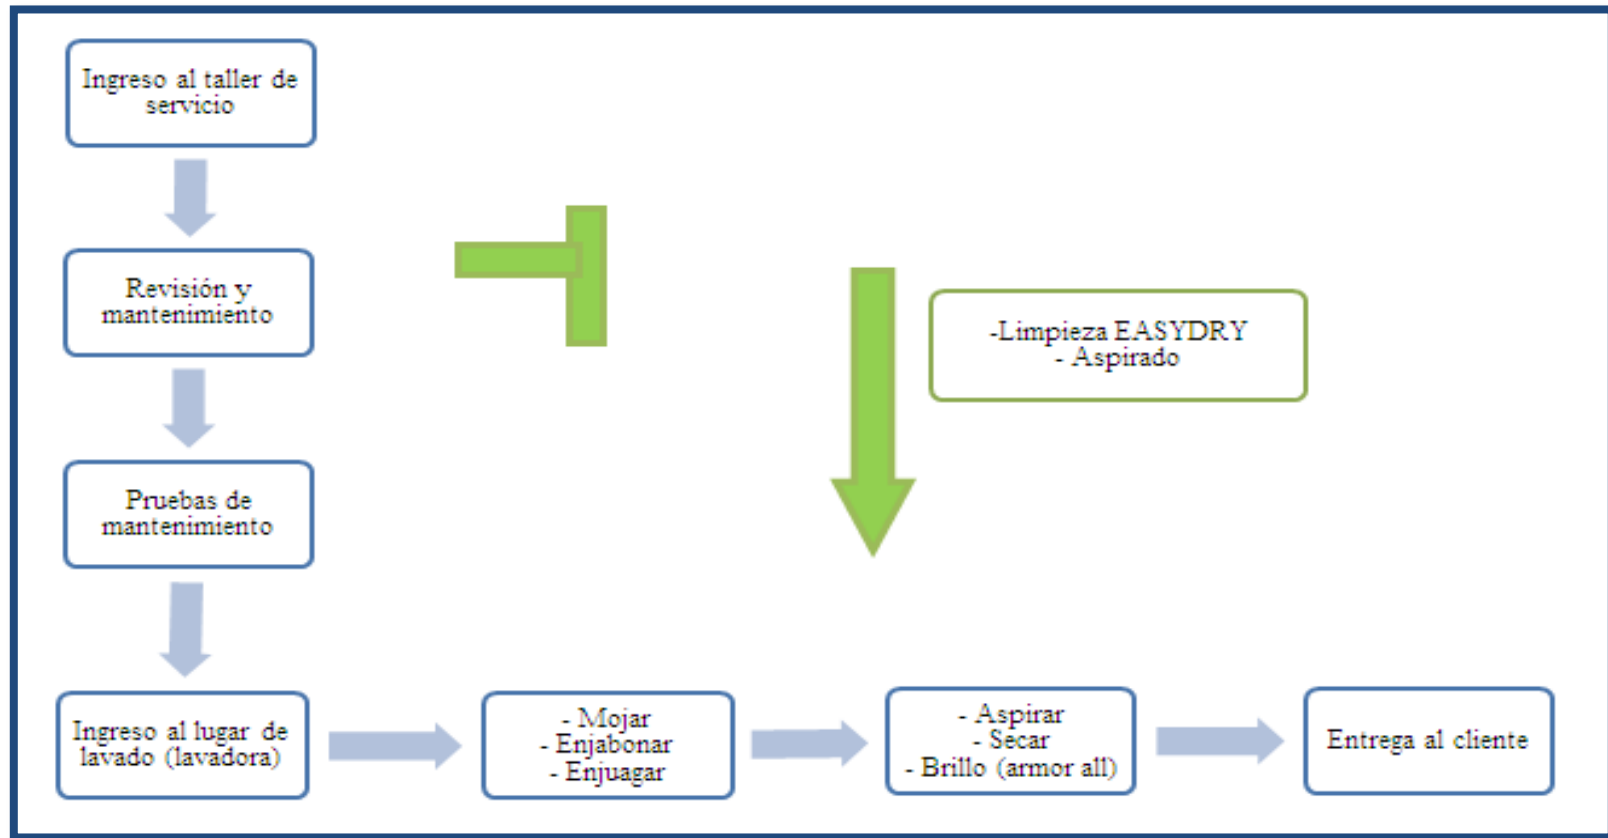 Ingreso al taller de
servicio
Revisión y
mantenimiento
-Limpieza EASYDRY
- Aspirado
Pruebas de
mantenimiento
Ingreso al lugar de
lavado (lavadora)
- Mojar
- Enjabonar
- Enjuagar
- Aspirar
- Secar
- Brillo (armor all)
Entrega al cliente